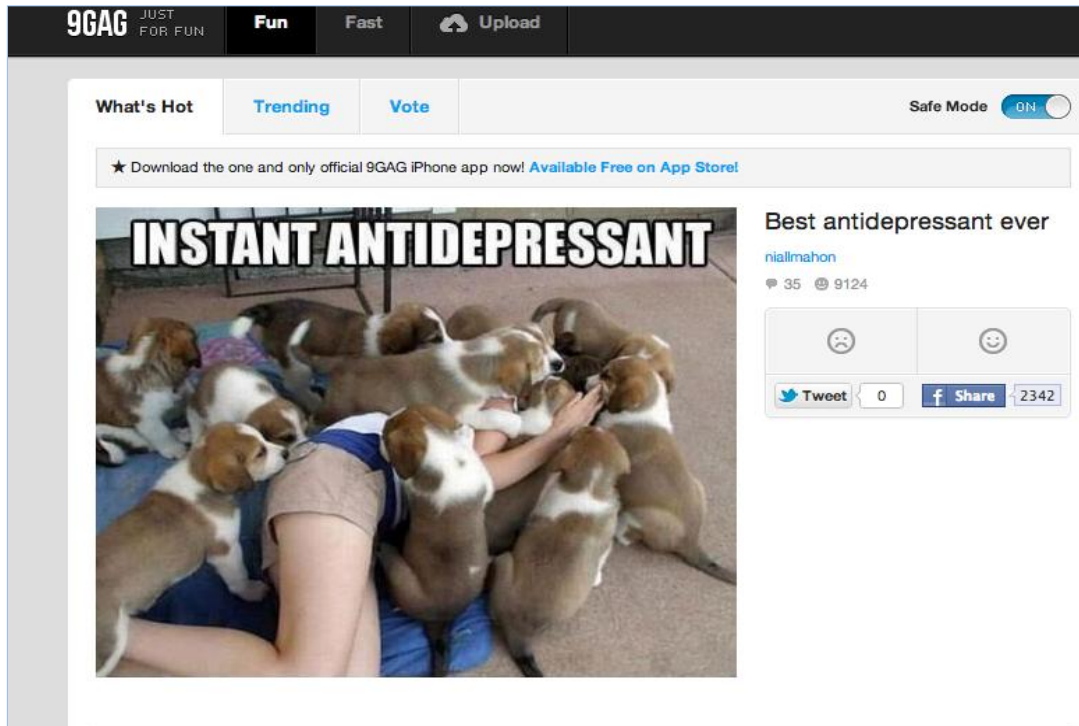 9GAG JUST FOR FUN Fun Fast Upload
What's Hot Trending Vote Safe Mode ON
★ Download the one and only official 9GAG iPhone app now! Available Free on App Store!
INSTANT ANTIDEPRESSANT
Best antidepressant ever
niallmahon
35 9124
Tweet 0 f Share 2342